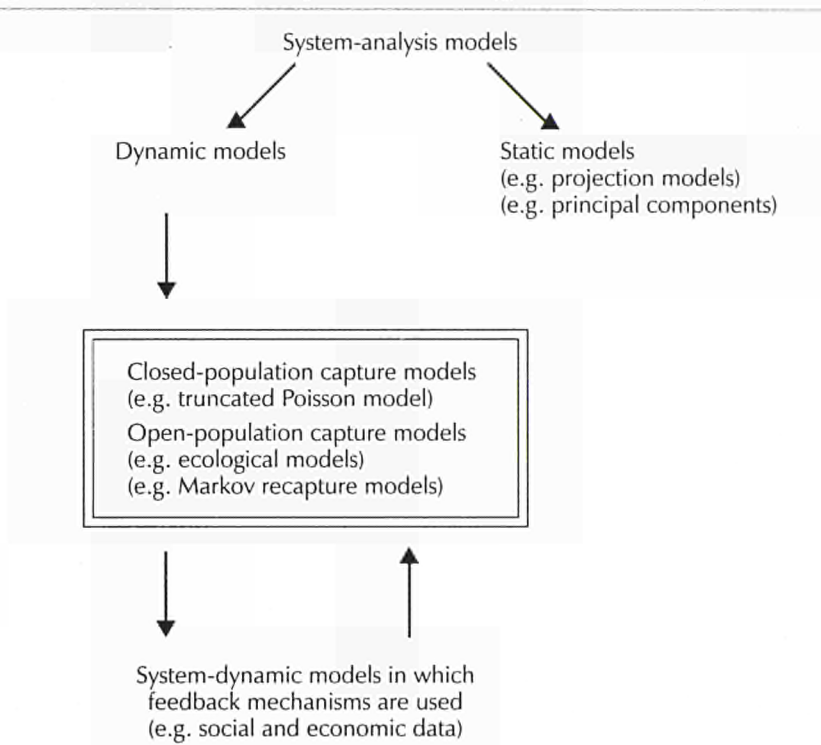 System-analysis models
Dynamic models
Static models
(e.g. projection models)
(e.g. principal components)
Closed-population capture models
(e.g. truncated Poisson model)
Open-population capture models
(e.g. ecological models)
(e.g. Markov recapture models)
System-dynamic models in which
feedback mechanisms are used
(e.g. social and economic data)